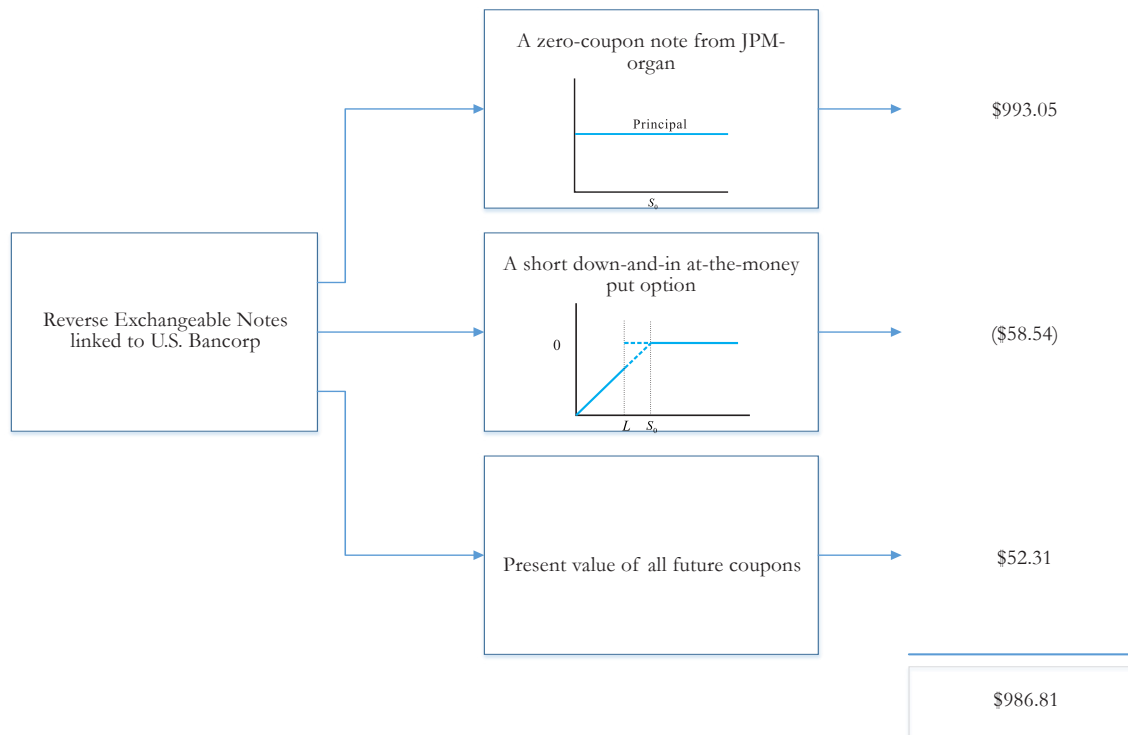 Reverse Exchangeable Notes
linked to U.S. Bancorp
A zero-coupon note from JPM-
organ
Principal
S₀
$993.05
A short down-and-in at-the-money
put option
0
L S₀
($58.54)
Present value of all future coupons
$52.31
$986.81